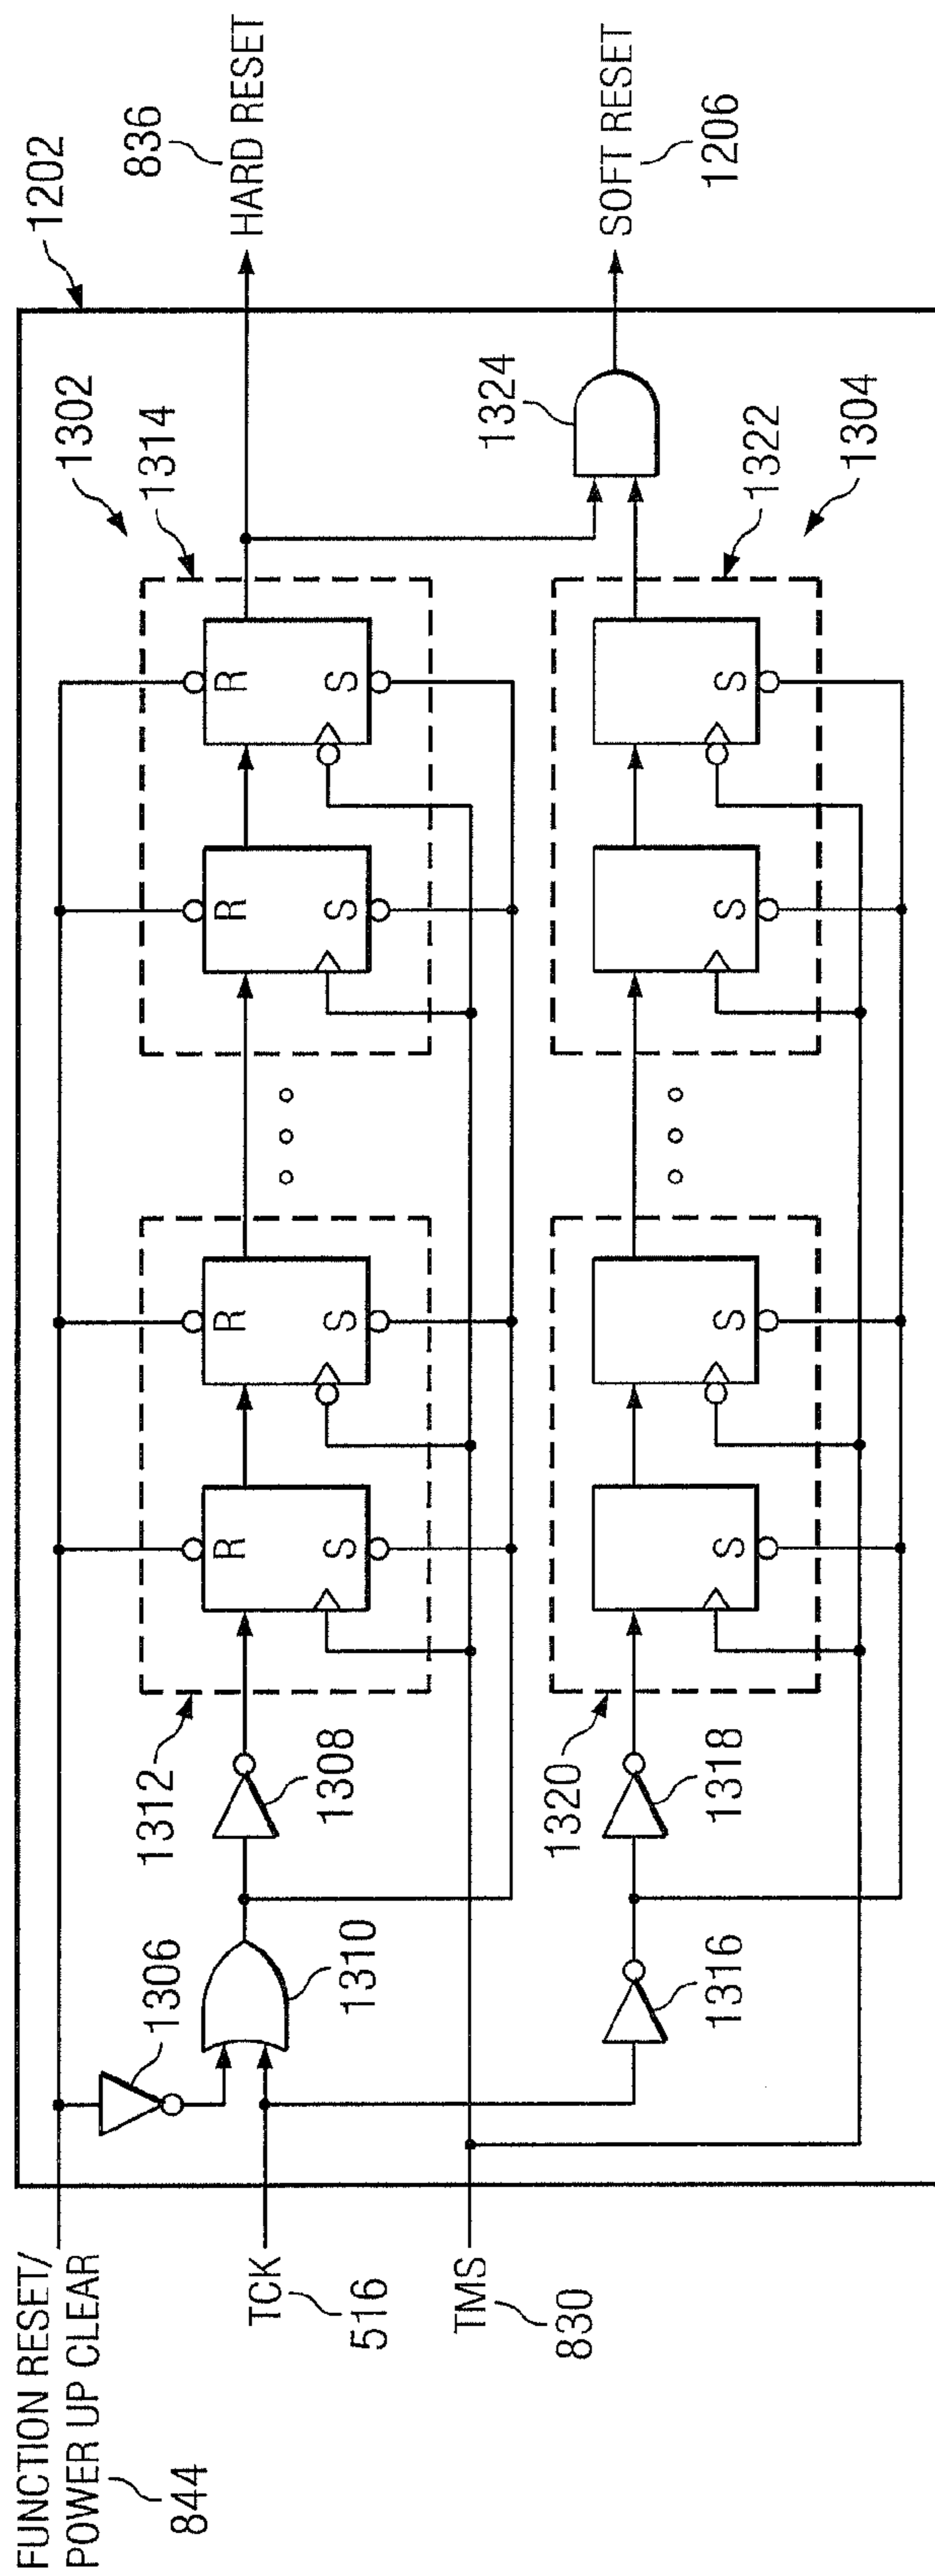 FUNCTION RESET/
POWER UP CLEAR
844
TCK
516
TMS
830
1306
1310
1316
1308
1318
1312
1320
R
S
R
S
R
S
R
S
S
S
S
S
1314
1302
1322
1304
1324
1202
836
HARD RESET
SOFT RESET
1206